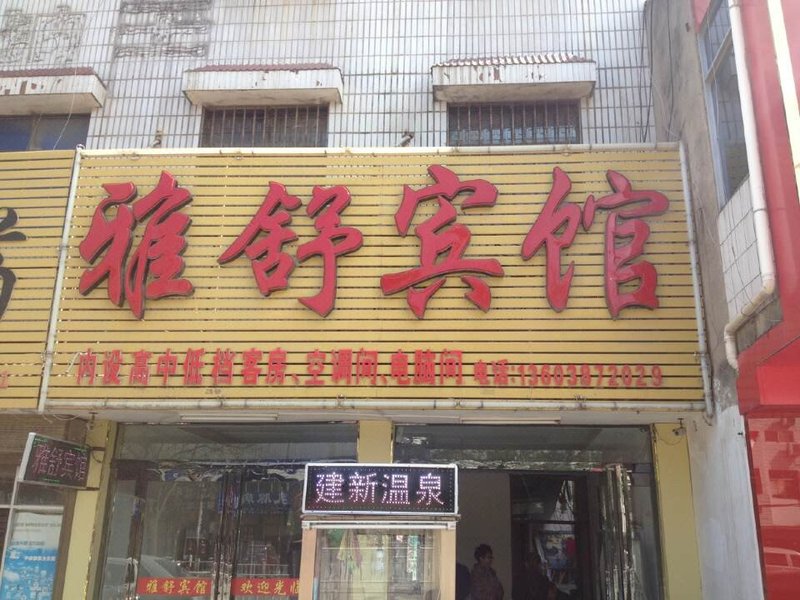 雅舒宾馆
内设高中低档客房、空调间、电脑间 电话:13603872029
雅舒宾馆
建新温泉
雅舒宾馆 欢迎光临